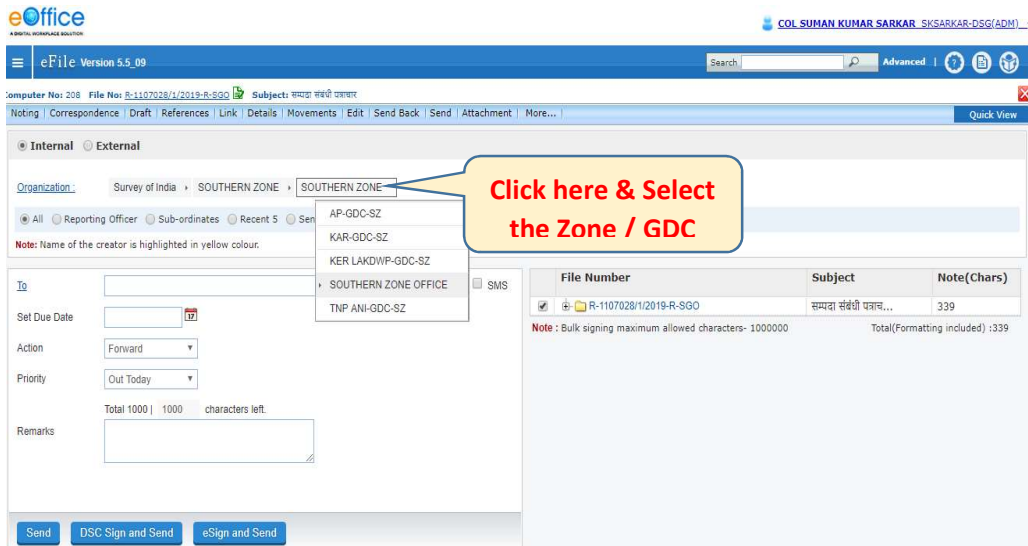 eOffice
A DIGITAL WORKPLACE SOLUTION
COL SUMAN KUMAR SARKAR SKSARKAR-DSG(ADM)
eFile Version 5.5_09
Search Advanced |
omputer No: 208 File No: R-1107028/1/2019-R-SGO Subject: सम्पदा संबंधी पत्राचार
Noting | Correspondence | Draft | References | Link | Details | Movements | Edit | Send Back | Send | Attachment | More... |
Quick View
Internal External
Organization : Survey of India SOUTHERN ZONE SOUTHERN ZONE
Click here & Select
the Zone / GDC
All Reporting Officer Sub-ordinates Recent 5 Sen
AP-GDC-SZ
KAR-GDC-SZ
KER LAKDWP-GDC-SZ
SOUTHERN ZONE OFFICE
TNP ANI-GDC-SZ
Note: Name of the creator is highlighted in yellow colour.
To SMS
Set Due Date 17
Action Forward
Priority Out Today
Total 1000 | 1000 characters left.
Remarks
Send DSC Sign and Send eSign and Send
File Number Subject Note(Chars)
R-1107028/1/2019-R-SGO सम्पदा संबंधी पत्राच... 339
Note : Bulk signing maximum allowed characters- 1000000 Total(Formatting included) :339